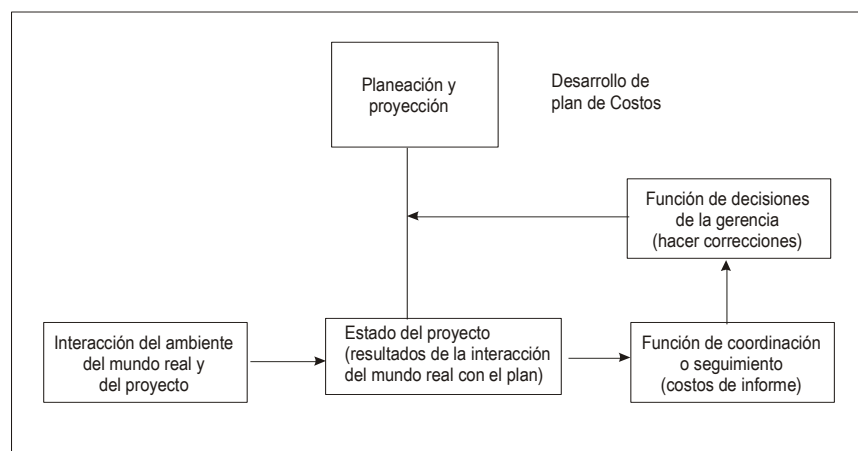 Planeación y
proyección
Desarrollo de
plan de Costos
Función de decisiones
de la gerencia
(hacer correcciones)
Interacción del ambiente
del mundo real y
del proyecto
Estado del proyecto
(resultados de la interacción
del mundo real con el plan)
Función de coordinación
o seguimiento
(costos de informe)